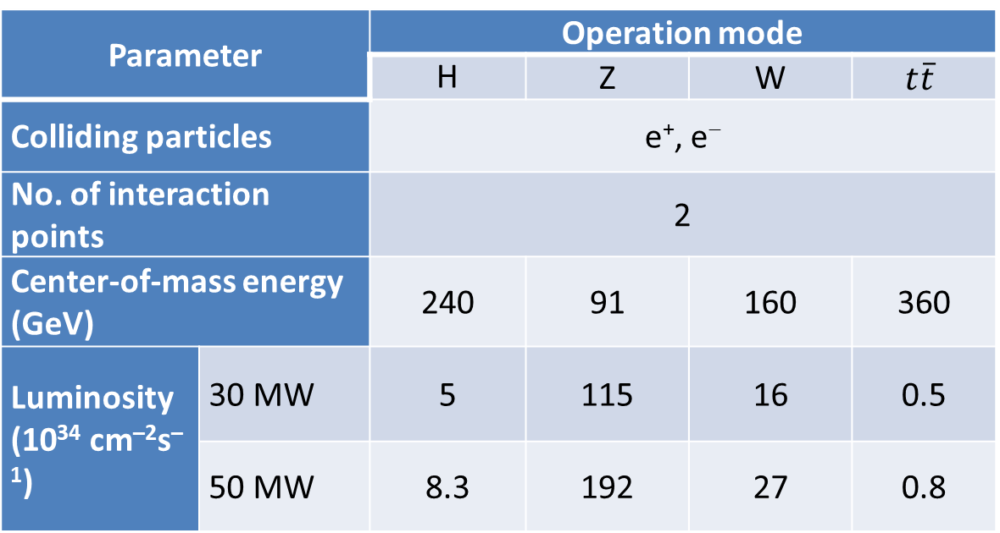 Parameter
Operation mode
H Z W tt̄
Colliding particles
e⁺, e⁻
No. of interaction
points
2
Center-of-mass energy
(GeV)
240 91 160 360
Luminosity
(10³⁴ cm⁻²s⁻
¹)
30 MW 5 115 16 0.5
50 MW 8.3 192 27 0.8